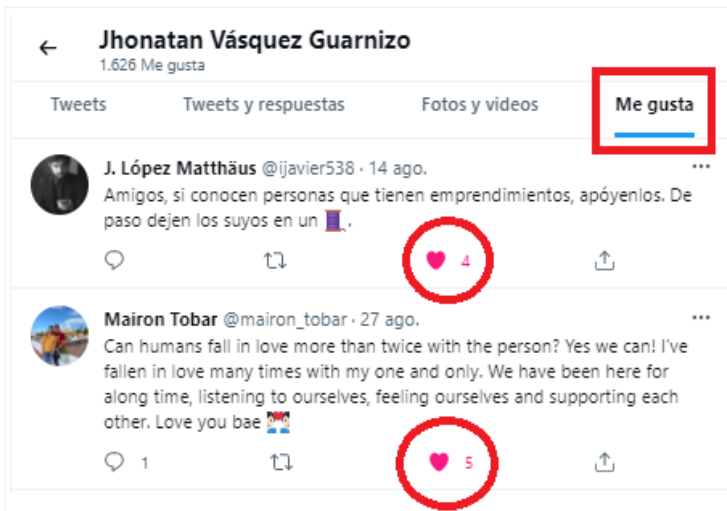 Jhonatan Vásquez Guarnizo
1.626 Me gusta
Tweets Tweets y respuestas Fotos y videos Me gusta
J. López Matthäus @ijavier538 · 14 ago.
Amigos, si conocen personas que tienen emprendimientos, apóyenlos. De
paso dejen los suyos en un 🧵.
4
Mairon Tobar @mairon_tobar · 27 ago.
Can humans fall in love more than twice with the person? Yes we can! I've
fallen in love many times with my one and only. We have been here for
along time, listening to ourselves, feeling ourselves and supporting each
other. Love you bae
1 5